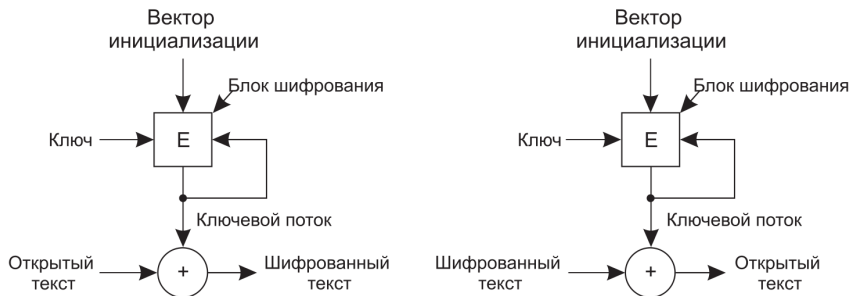 Вектор
инициализации
Блок шифрования
Ключ
E
Ключевой поток
Открытый
текст
+
Шифрованный
текст
Вектор
инициализации
Блок шифрования
Ключ
E
Ключевой поток
Шифрованный
текст
+
Открытый
текст